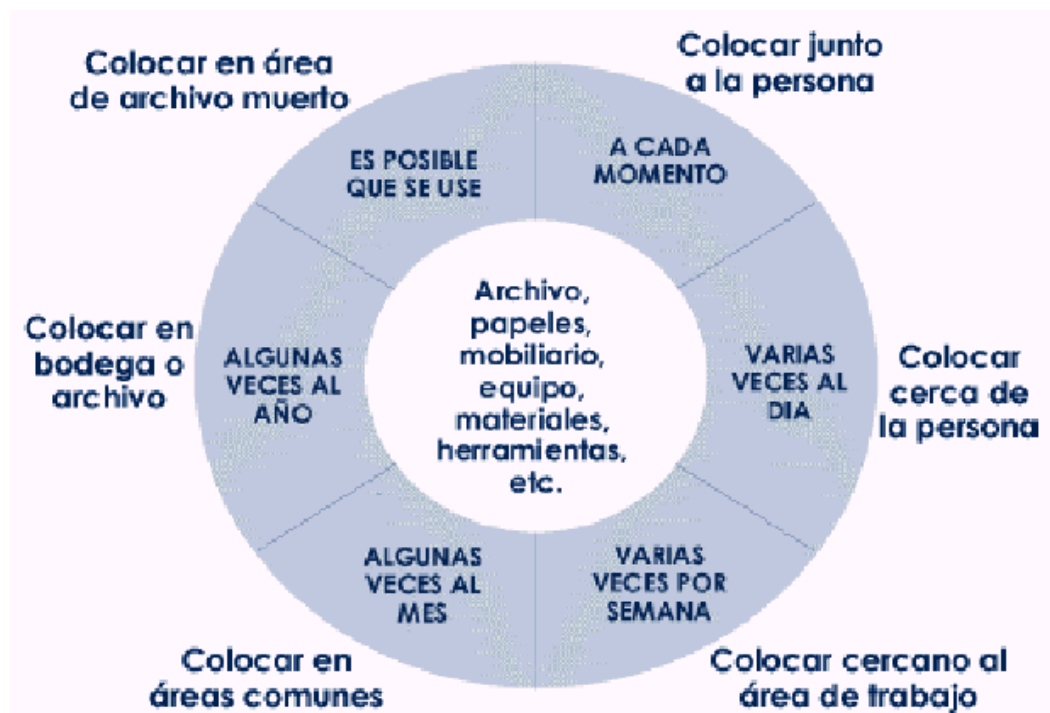 Colocar en área
de archivo muerto
Colocar junto
a la persona
ES POSIBLE
QUE SE USE
A CADA
MOMENTO
Archivo,
papeles,
mobiliario,
equipo,
materiales,
herramientas,
etc.
Colocar en
bodega o
archivo
ALGUNAS
VECES AL
AÑO
VARIAS
VECES AL
DIA
Colocar
cerca de
la persona
ALGUNAS
VECES AL
MES
VARIAS
VECES POR
SEMANA
Colocar en
áreas comunes
Colocar cercano al
área de trabajo